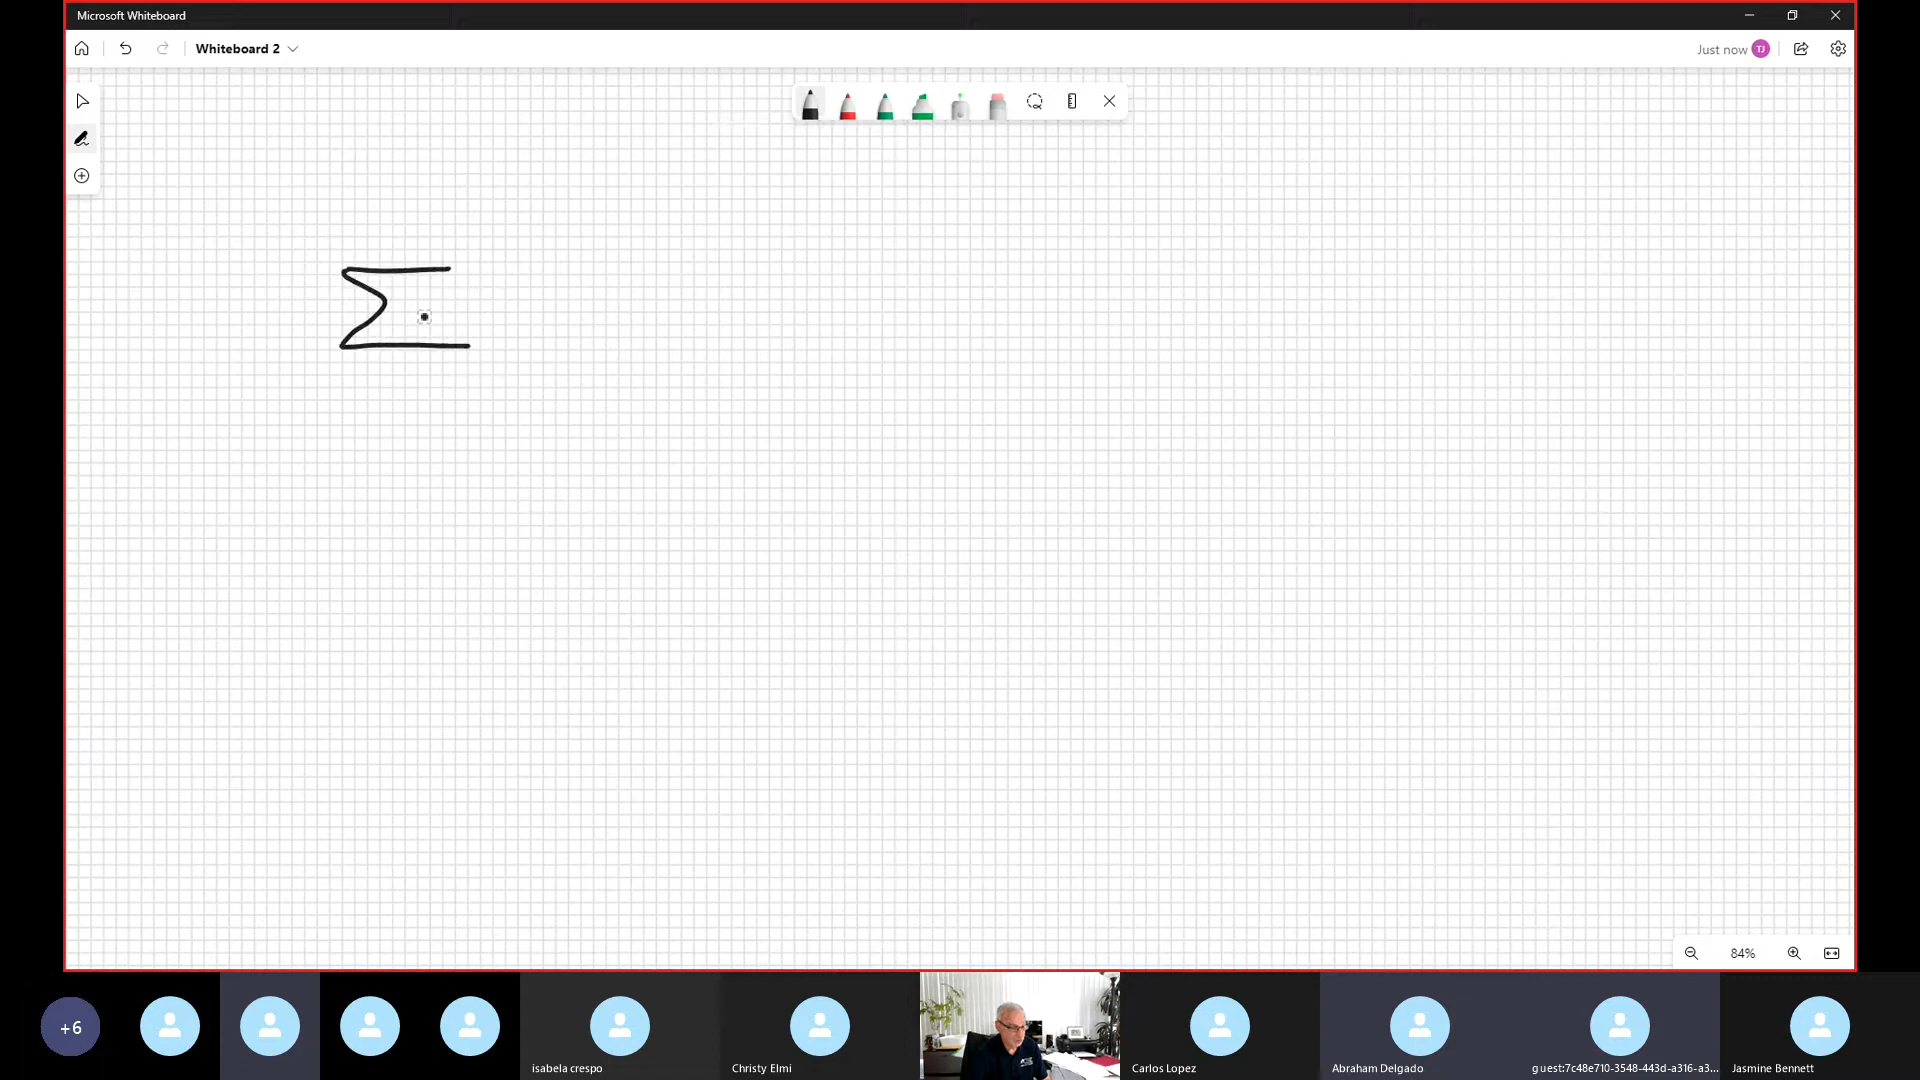 Microsoft Whiteboard
Whiteboard 2
Just now
TJ
Σ
84%
+6
isabela crespo
Christy Elmi
Carlos Lopez
Abraham Delgado
guest:7c48e710-3548-443d-a316-a3...
Jasmine Bennett